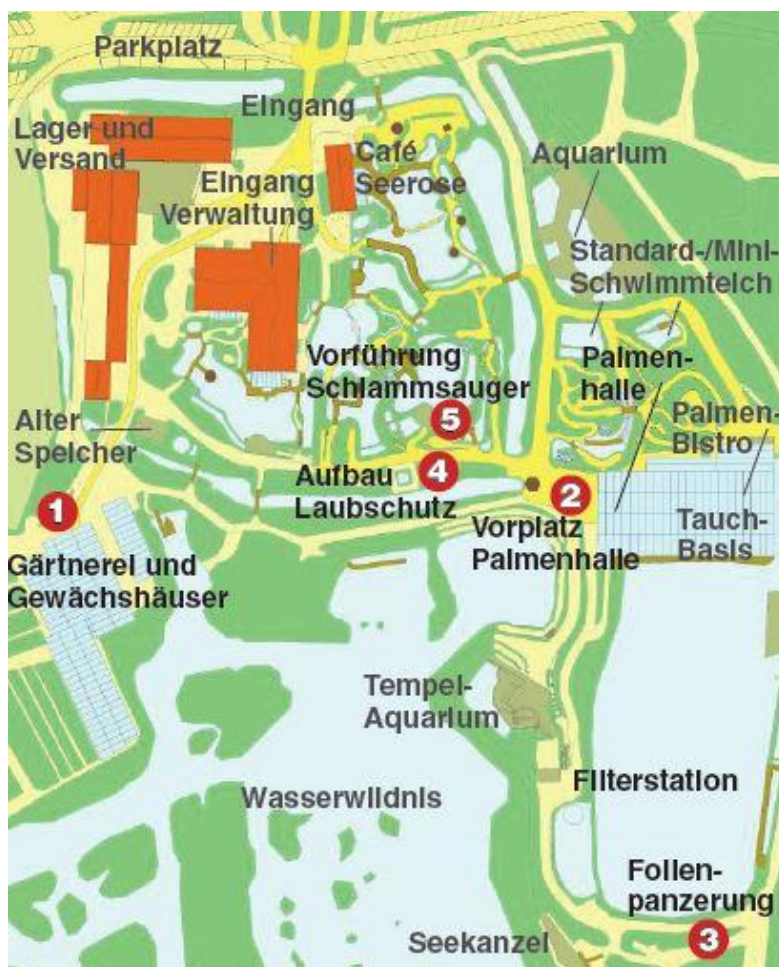 Parkplatz
Eingang
Lager und
Versand
Café
Seerose
Eingang
Verwaltung
Aquarium
Standard-/Mini-
Schwimmteich
Vorführung
Schlammsauger
Palmen-
halle
5
Alter
Speicher
Palmen-
Bistro
4
Aufbau
Laubschutz
2
Vorplatz
Palmenhalle
1
Tauch-
Basis
Gärtnerei und
Gewächshäuser
Tempel-
Aquarium
Filterstation
Wasserwildnis
Folien-
panzerung
3
Seekanzel